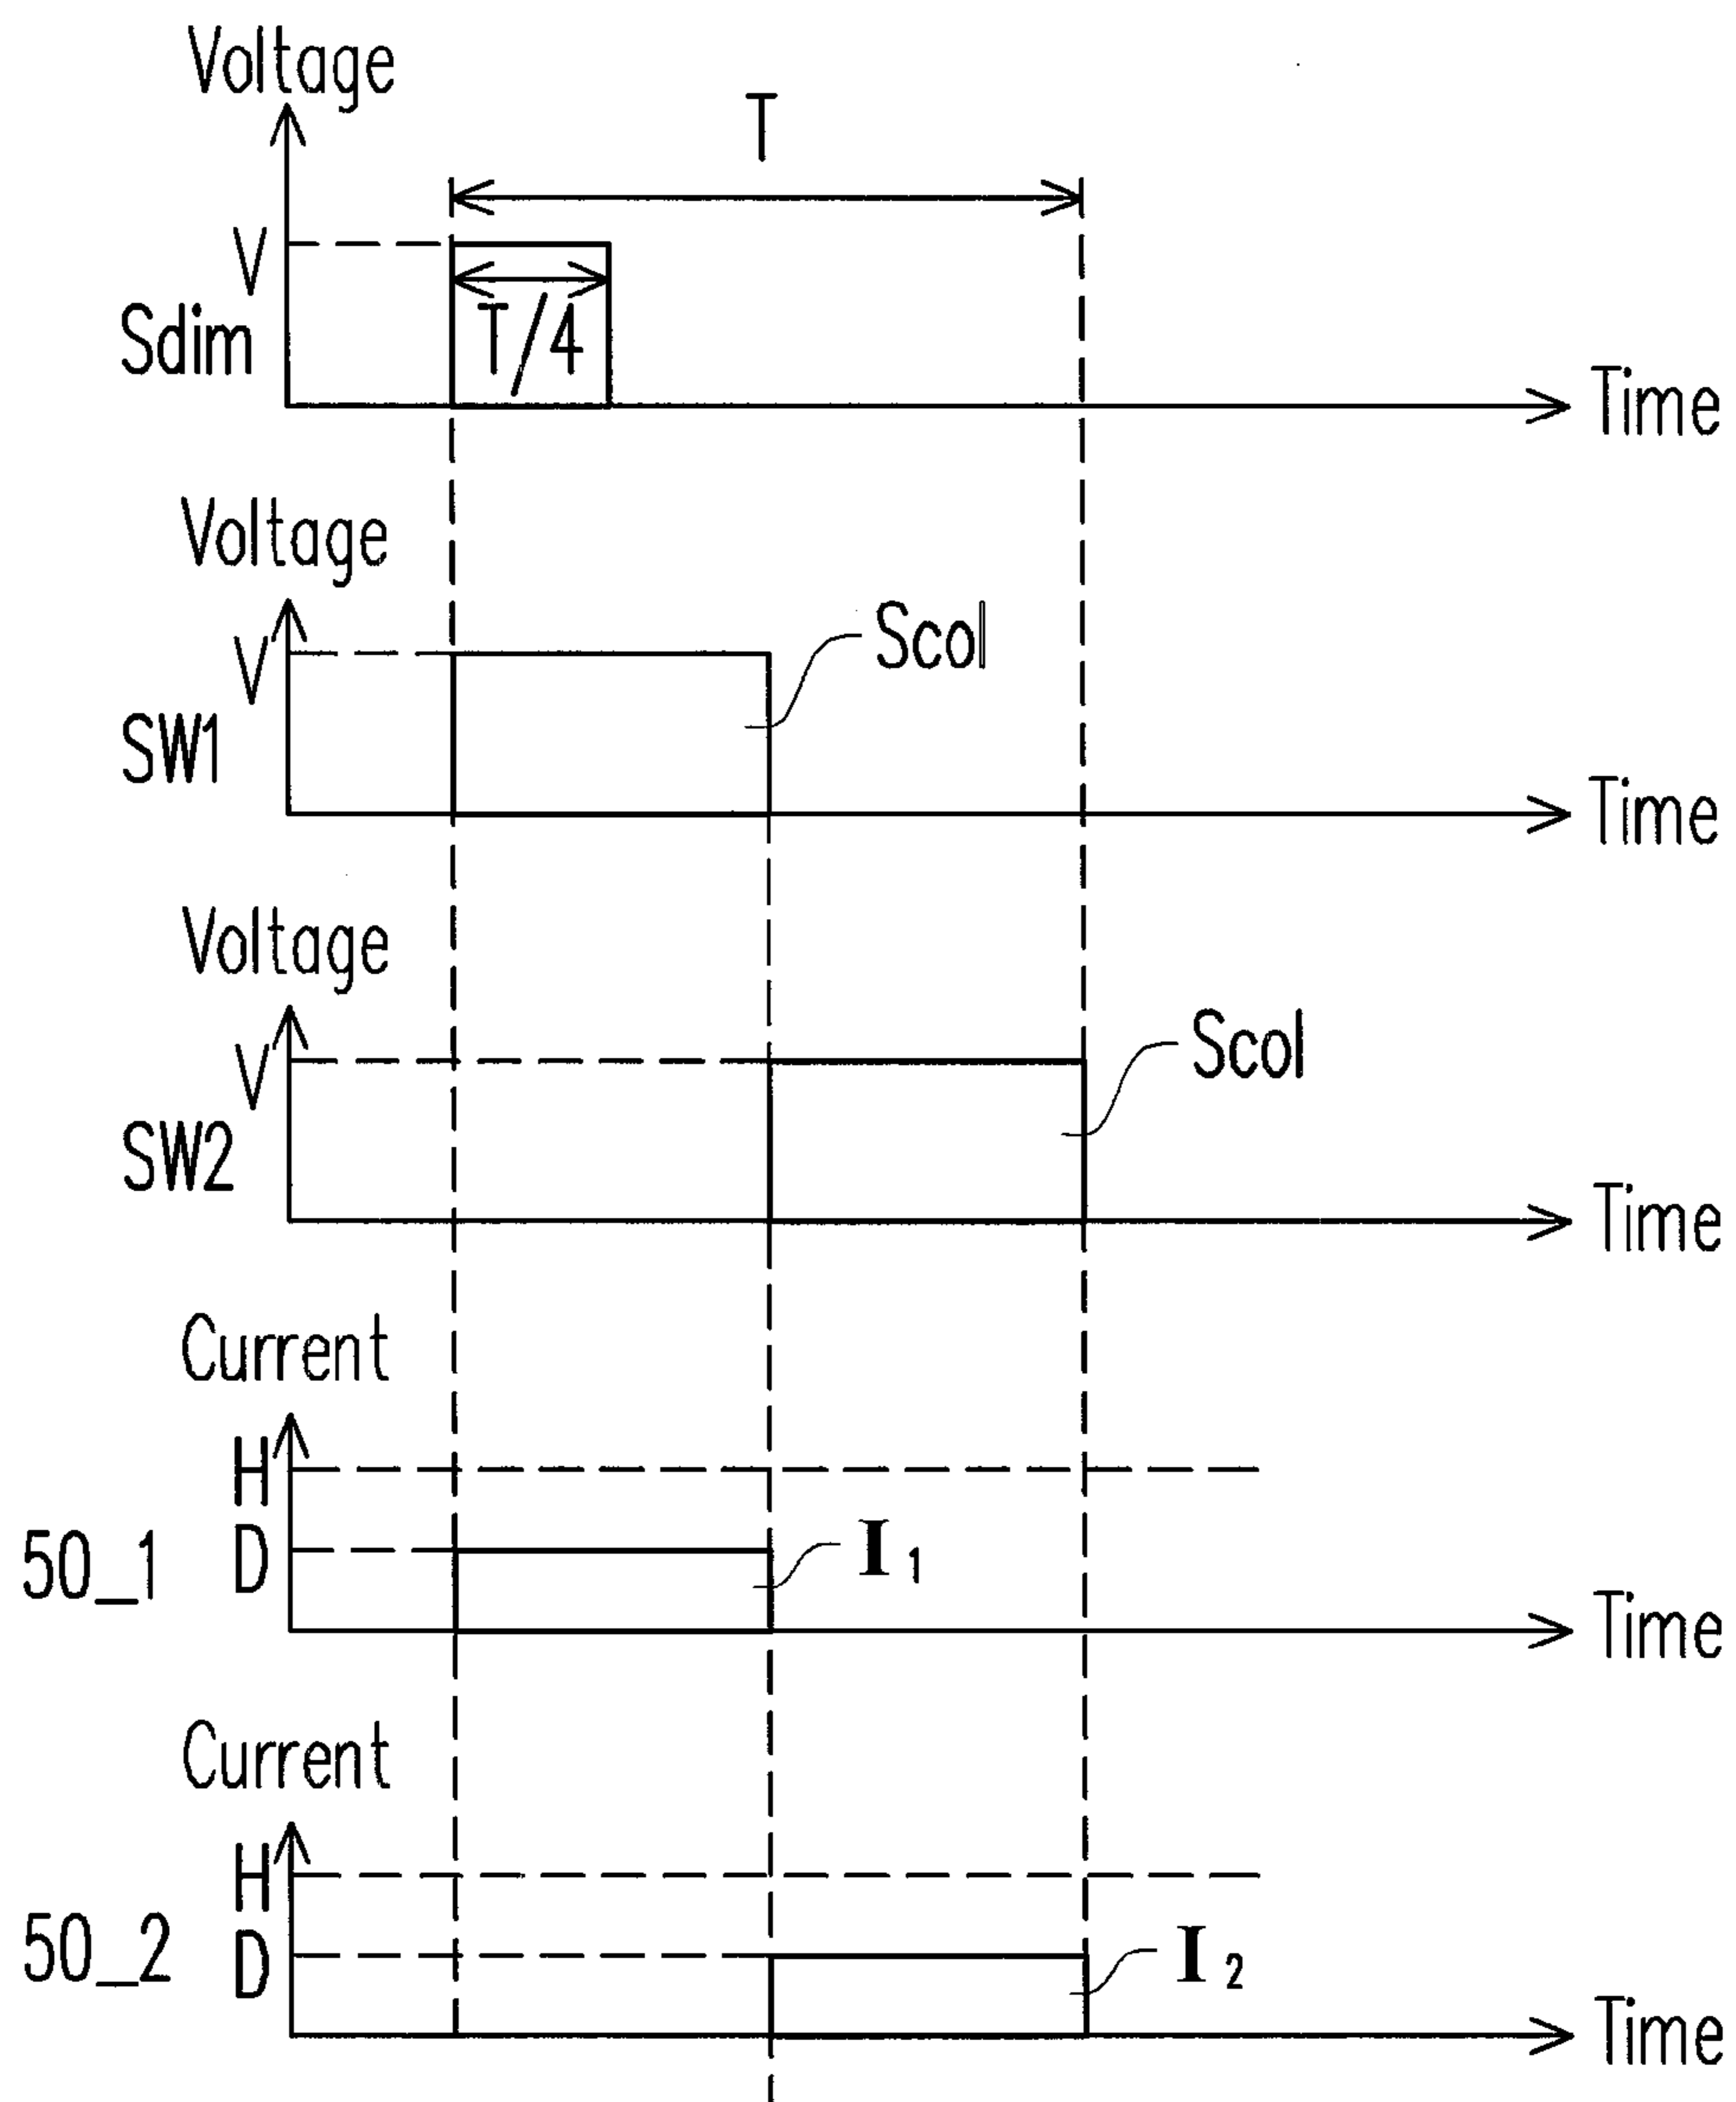 Voltage
T
V
T/4
Sdim
Time
Voltage
V
Scol
SW1
Time
Voltage
V
Scol
SW2
Time
Current
H
D
I1
50_1
Time
Current
H
D
I2
50_2
Time